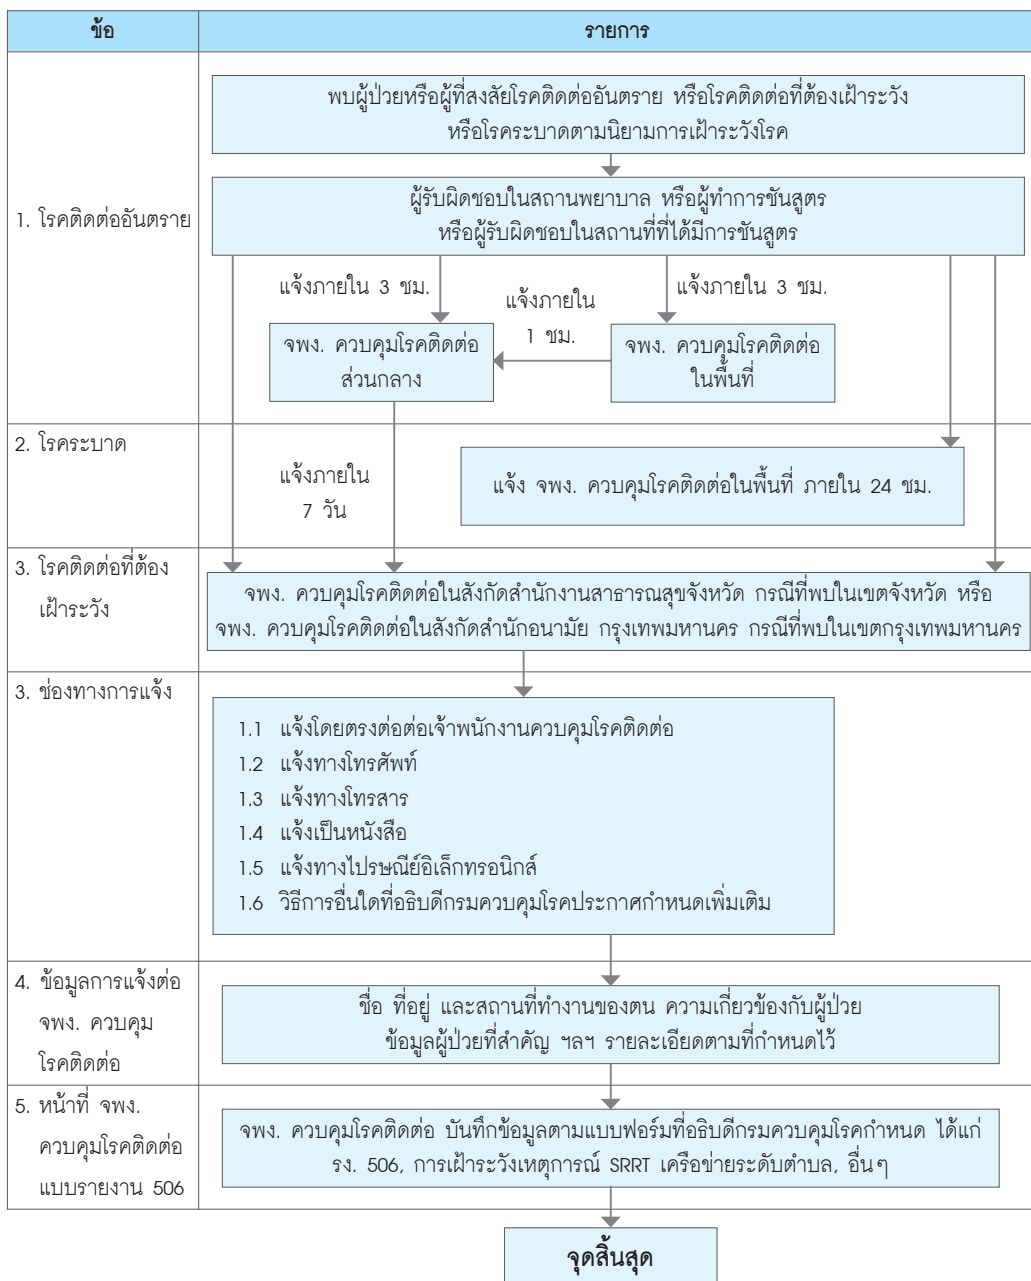 ข้อ
รายการ
1. โรคติดต่ออันตราย
พบผู้ป่วยหรือผู้ที่สงสัยโรคติดต่ออันตราย หรือโรคติดต่อที่ต้องเฝ้าระวัง
หรือโรคระบาดตามนิยามการเฝ้าระวังโรค
ผู้รับผิดชอบในสถานพยาบาล หรือผู้ทำการชันสูตร
หรือผู้รับผิดชอบในสถานที่ที่ได้มีการชันสูตร
แจ้งภายใน 3 ชม.
แจ้งภายใน
1 ชม.
แจ้งภายใน 3 ชม.
จพง. ควบคุมโรคติดต่อ
ส่วนกลาง
จพง. ควบคุมโรคติดต่อ
ในพื้นที่
2. โรคระบาด
แจ้งภายใน
7 วัน
แจ้ง จพง. ควบคุมโรคติดต่อในพื้นที่ ภายใน 24 ชม.
3. โรคติดต่อที่ต้อง
เฝ้าระวัง
จพง. ควบคุมโรคติดต่อในสังกัดสำนักงานสาธารณสุขจังหวัด กรณีที่พบในเขตจังหวัด หรือ
จพง. ควบคุมโรคติดต่อในสังกัดสำนักอนามัย กรุงเทพมหานคร กรณีที่พบในเขตกรุงเทพมหานคร
3. ช่องทางการแจ้ง
1.1 แจ้งโดยตรงต่อต่อเจ้าพนักงานควบคุมโรคติดต่อ
1.2 แจ้งทางโทรศัพท์
1.3 แจ้งทางโทรสาร
1.4 แจ้งเป็นหนังสือ
1.5 แจ้งทางไปรษณีย์อิเล็กทรอนิกส์
1.6 วิธีการอื่นใดที่อธิบดีกรมควบคุมโรคประกาศกำหนดเพิ่มเติม
4. ข้อมูลการแจ้งต่อ
จพง. ควบคุม
โรคติดต่อ
ชื่อ ที่อยู่ และสถานที่ทำงานของตน ความเกี่ยวข้องกับผู้ป่วย
ข้อมูลผู้ป่วยที่สำคัญ ฯลฯ รายละเอียดตามที่กำหนดไว้
5. หน้าที่ จพง.
ควบคุมโรคติดต่อ
แบบรายงาน 506
จพง. ควบคุมโรคติดต่อ บันทึกข้อมูลตามแบบฟอร์มที่อธิบดีกรมควบคุมโรคกำหนด ได้แก่
รง. 506, การเฝ้าระวังเหตุการณ์ SRRT เครือข่ายระดับตำบล, อื่นๆ
จุดสิ้นสุด